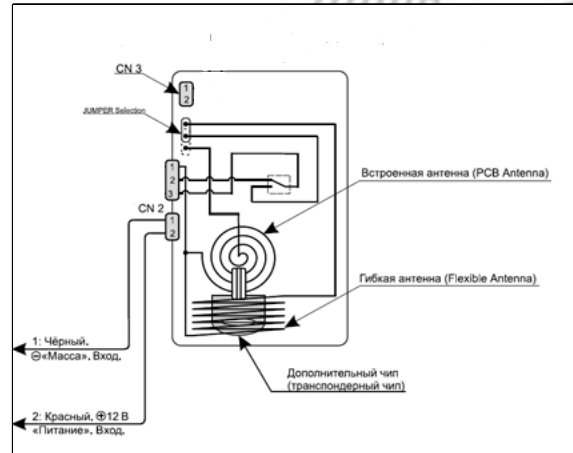 CN 3
1
2
JUMPER Selection
1
2
3
CN 2
1
2
Встроенная антенна (PCB Antenna)
Гибкая антенна (Flexible Antenna)
1: Чёрный.
⊖«Масса». Вход.
Дополнительный чип
(транспондерный чип)
2: Красный, ⊕12 В
«Питание». Вход.